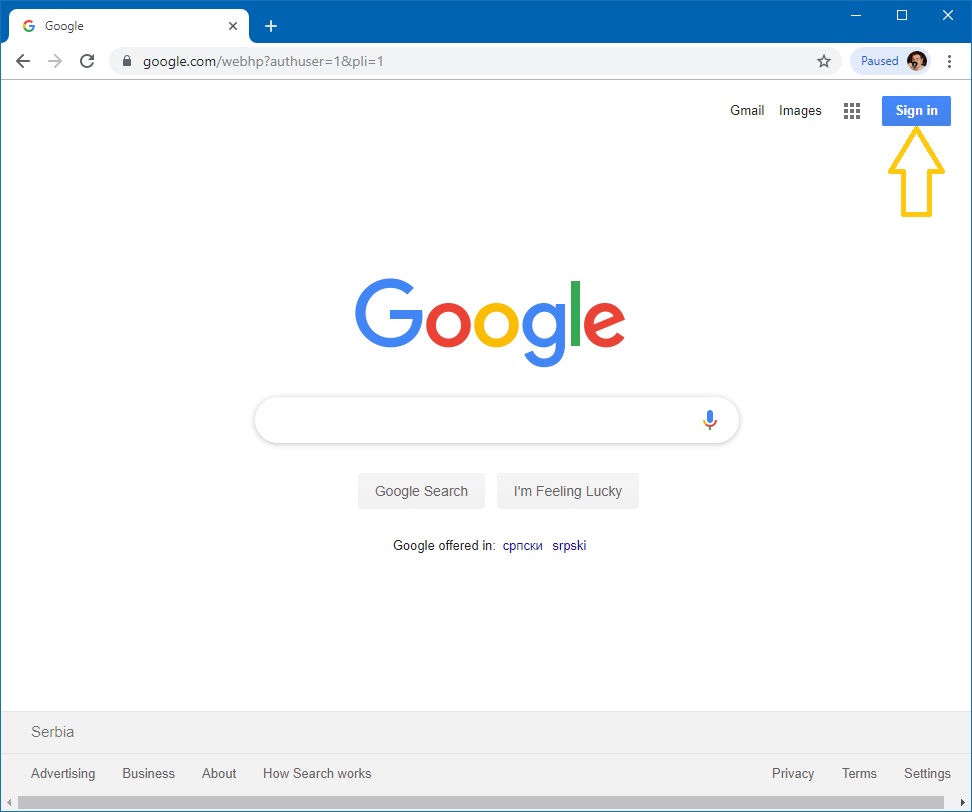 Google
google.com/webhp?authuser=1&pli=1 Paused
Gmail Images Sign in
Google
Google Search I'm Feeling Lucky
Google offered in: српски srpski
Serbia
Advertising Business About How Search works Privacy Terms Settings